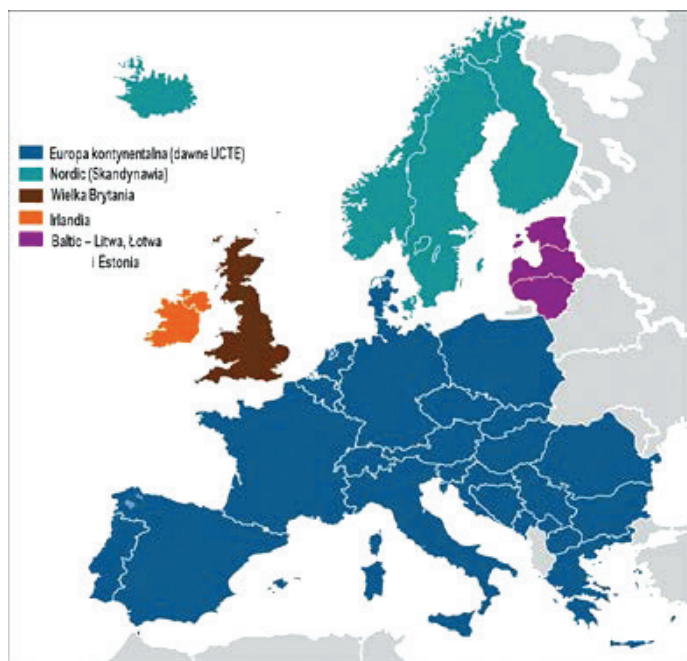 Europa kontynentalna (dawne UCTE)
Nordic (Skandynawia)
Wielka Brytania
Irlandia
Baltic – Litwa, Łotwa
i Estonia